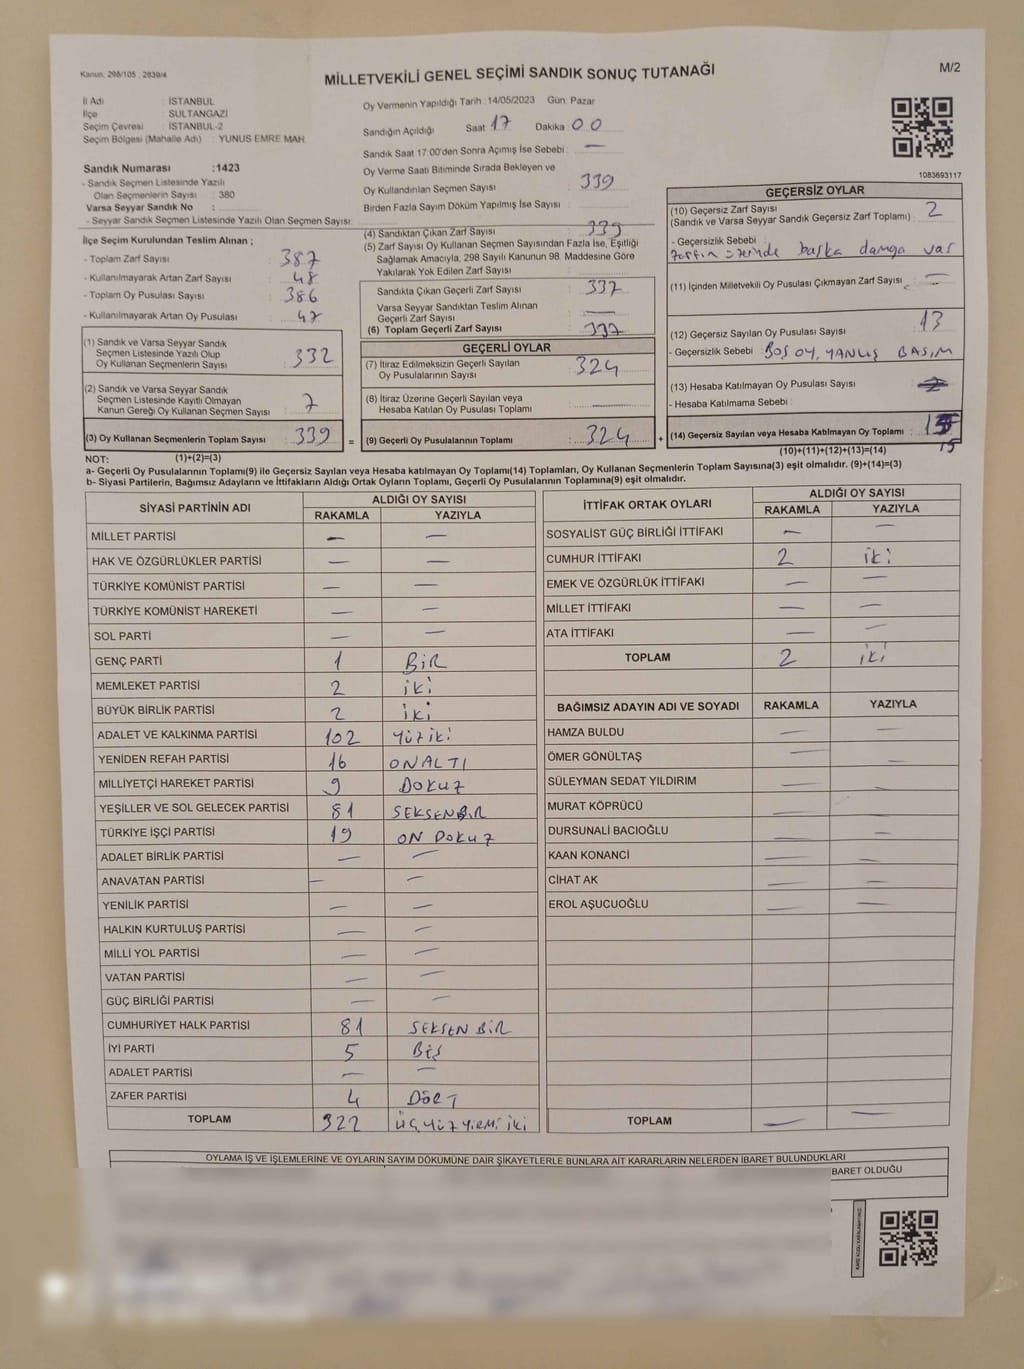 Kanun, 298/105 , 2839/4
MİLLETVEKİLİ GENEL SEÇİMİ SANDIK SONUÇ TUTANAĞI
M/2
İl Adı : İSTANBUL
İlçe : SULTANGAZİ
Seçim Çevresi : İSTANBUL-2
Seçim Bölgesi (Mahalle Adı) : YUNUS EMRE MAH.
Sandık Numarası :1423
- Sandık Seçmen Listesinde Yazılı
Olan Seçmenlerin Sayısı : 380
Varsa Seyyar Sandık No :
- Seyyar Sandık Seçmen Listesinde Yazılı Olan Seçmen Sayısı:
Oy Vermenin Yapıldığı Tarih :14/05/2023 Gün: Pazar
Sandığın Açıldığı Saat 17 Dakika 00
Sandık Saat 17:00'den Sonra Açımış İse Sebebi : —
Oy Verme Saati Bitiminde Sırada Bekleyen ve
Oy Kullandırılan Seçmen Sayısı 339
Birden Fazla Sayım Döküm Yapılmış İse Sayısı :
1083693117
İlçe Seçim Kurulundan Teslim Alınan ;
- Toplam Zarf Sayısı : 387
- Kullanılmayarak Artan Zarf Sayısı : 48
- Toplam Oy Pusulası Sayısı : 386
- Kullanılmayarak Artan Oy Pusulası : 47
(1) Sandık ve Varsa Seyyar Sandık
Seçmen Listesinde Yazılı Olup
Oy Kullanan Seçmenlerin Sayısı : 332
(2) Sandık ve Varsa Seyyar Sandık
Seçmen Listesinde Kayıtlı Olmayan
Kanun Gereği Oy Kullanan Seçmen Sayısı : 7
(3) Oy Kullanan Seçmenlerin Toplam Sayısı : 339 =
(4) Sandıktan Çıkan Zarf Sayısı : 339
(5) Zarf Sayısı Oy Kullanan Seçmen Sayısından Fazla İse, Eşitliği
Sağlamak Amacıyla, 298 Sayılı Kanunun 98. Maddesine Göre
Yakılarak Yok Edilen Zarf Sayısı :
Sandıkta Çıkan Geçerli Zarf Sayısı : 337
Varsa Seyyar Sandıktan Teslim Alınan
Geçerli Zarf Sayısı : —
(6) Toplam Geçerli Zarf Sayısı : 337
GEÇERLİ OYLAR
(7) İtiraz Edilmeksizin Geçerli Sayılan
Oy Pusulalarının Sayısı : 324
(8) İtiraz Üzerine Geçerli Sayılan veya
Hesaba Katılan Oy Pusulası Toplamı : —
(9) Geçerli Oy Pusulalarının Toplamı : 324 +
GEÇERSİZ OYLAR
(10) Geçersiz Zarf Sayısı
(Sandık ve Varsa Seyyar Sandık Geçersiz Zarf Toplamı) : 2
- Geçersizlik Sebebi :
zarfın üzerinde başka damga var
(11) İçinden Milletvekili Oy Pusulası Çıkmayan Zarf Sayısı : —
(12) Geçersiz Sayılan Oy Pusulası Sayısı : 13
- Geçersizlik Sebebi : BOŞ OY, YANLIŞ BASIM
(13) Hesaba Katılmayan Oy Pusulası Sayısı :
- Hesaba Katılmama Sebebi :
(14) Geçersiz Sayılan veya Hesaba Katılmayan Oy Toplamı : 15
15
NOT: (1)+(2)=(3) (10)+(11)+(12)+(13)=(14)
a- Geçerli Oy Pusulalarının Toplamı(9) ile Geçersiz Sayılan veya Hesaba katılmayan Oy Toplamı(14) Toplamları, Oy Kullanan Seçmenlerin Toplam Sayısına(3) eşit olmalıdır. (9)+(14)=(3)
b- Siyasi Partilerin, Bağımsız Adayların ve İttifakların Aldığı Ortak Oyların Toplamı, Geçerli Oy Pusulalarının Toplamına(9) eşit olmalıdır.
SİYASİ PARTİNİN ADI ALDIĞI OY SAYISI
RAKAMLA YAZIYLA
MİLLET PARTİSİ — —
HAK VE ÖZGÜRLÜKLER PARTİSİ — —
TÜRKİYE KOMÜNİST PARTİSİ — —
TÜRKİYE KOMÜNİST HAREKETİ — —
SOL PARTİ — —
GENÇ PARTİ 1 BİR
MEMLEKET PARTİSİ 2 iki
BÜYÜK BİRLİK PARTİSİ 2 iki
ADALET VE KALKINMA PARTİSİ 102 Yüziki
YENİDEN REFAH PARTİSİ 16 ONALTI
MİLLİYETÇİ HAREKET PARTİSİ 9 DOKUZ
YEŞİLLER VE SOL GELECEK PARTİSİ 81 SEKSENBİR
TÜRKİYE İŞÇİ PARTİSİ 19 ON DOKUZ
ADALET BİRLİK PARTİSİ — —
ANAVATAN PARTİSİ — —
YENİLİK PARTİSİ — —
HALKIN KURTULUŞ PARTİSİ — —
MİLLİ YOL PARTİSİ — —
VATAN PARTİSİ — —
GÜÇ BİRLİĞİ PARTİSİ — —
CUMHURİYET HALK PARTİSİ 81 SEKSEN BİR
İYİ PARTİ 5 BEŞ
ADALET PARTİSİ — —
ZAFER PARTİSİ 4 DÖRT
TOPLAM 322 üç yüz yirmi iki
İTTİFAK ORTAK OYLARI ALDIĞI OY SAYISI
RAKAMLA YAZIYLA
SOSYALİST GÜÇ BİRLİĞİ İTTİFAKI — —
CUMHUR İTTİFAKI 2 iki
EMEK VE ÖZGÜRLÜK İTTİFAKI — —
MİLLET İTTİFAKI — —
ATA İTTİFAKI — —
TOPLAM 2 iki
BAĞIMSIZ ADAYIN ADI VE SOYADI RAKAMLA YAZIYLA
HAMZA BULDU — —
ÖMER GÖNÜLTAŞ — —
SÜLEYMAN SEDAT YILDIRIM — —
MURAT KÖPRÜCÜ — —
DURSUNALİ BACIOĞLU — —
KAAN KONANCİ — —
CİHAT AK — —
EROL AŞUCUOĞLU — —
TOPLAM — —
OYLAMA İŞ VE İŞLEMLERİNE VE OYLARIN SAYIM DÖKÜMÜNE DAİR ŞİKAYETLERLE BUNLARA AİT KARARLARIN NELERDEN İBARET BULUNDUKLARI
BARET OLDUĞU